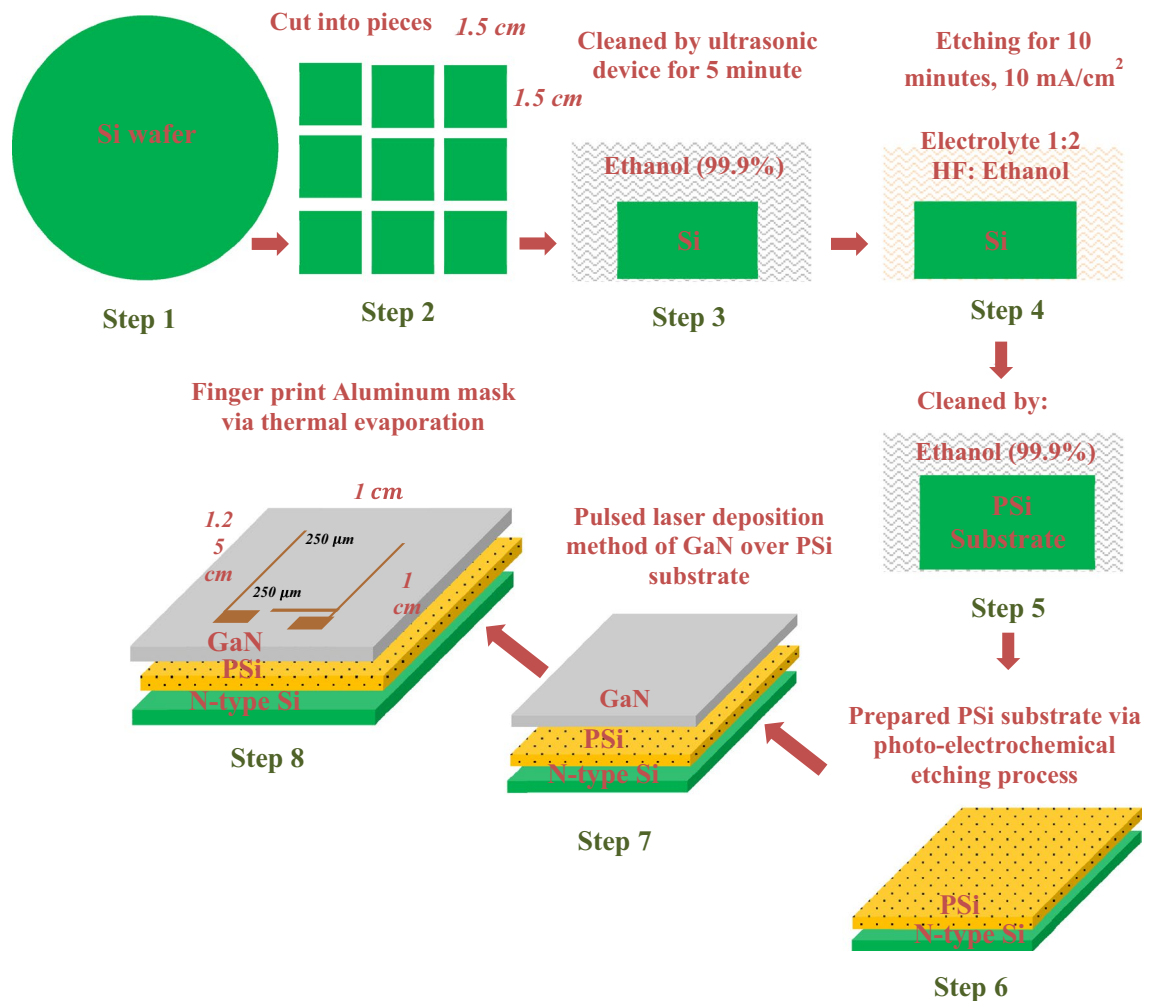 Cut into pieces
1.5 cm
1.5 cm
Si wafer
Step 1
Step 2
Cleaned by ultrasonic
device for 5 minute
Ethanol (99.9%)
Si
Step 3
Etching for 10
minutes, 10 mA/cm²
Electrolyte 1:2
HF: Ethanol
Si
Step 4
Cleaned by:
Ethanol (99.9%)
PSi
Substrate
Step 5
Prepared PSi substrate via
photo-electrochemical
etching process
PSi
N-type Si
Step 6
Pulsed laser deposition
method of GaN over PSi
substrate
GaN
PSi
N-type Si
Step 7
Finger print Aluminum mask
via thermal evaporation
1 cm
1.2
5
cm
250 µm
250 µm
1
cm
GaN
PSi
N-type Si
Step 8